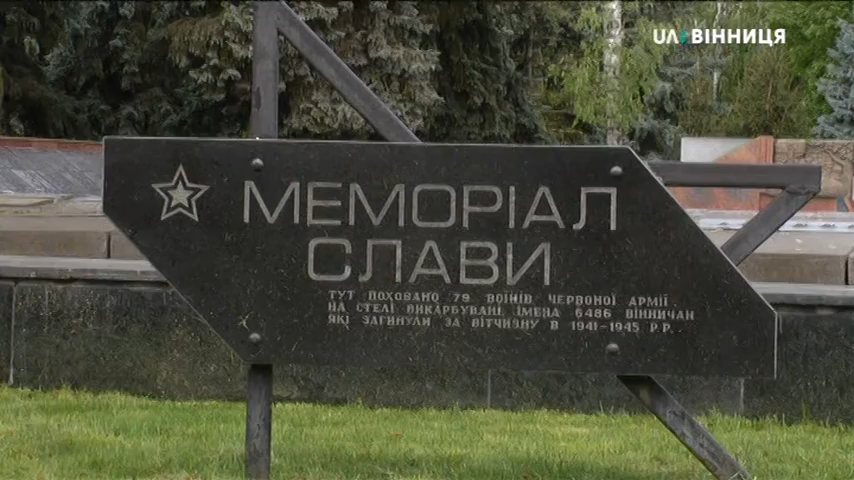 UA:ВІННИЦЯ
МЕМОРІАЛ
СЛАВИ
ТУТ ПОХОВАНО 79 ВОЇНІВ ЧЕРВОНОЇ АРМІЇ
НА СТЕЛІ ВИКАРБУВАНІ ІМЕНА 6486 ВІННИЧАН
ЯКІ ЗАГИНУЛИ ЗА ВІТЧИЗНУ В 1941-1945 Р.Р.